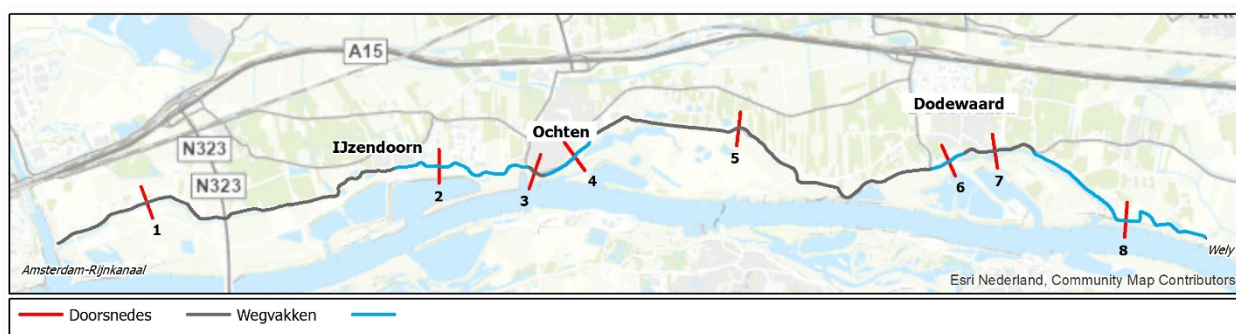 A15
N323
N323
IJzendoorn
Ochten
Dodewaard
1
2
3
4
5
6
7
8
Amsterdam-Rijnkanaal
Wely
Esri Nederland, Community Map Contributors
Doorsnedes
Wegvakken